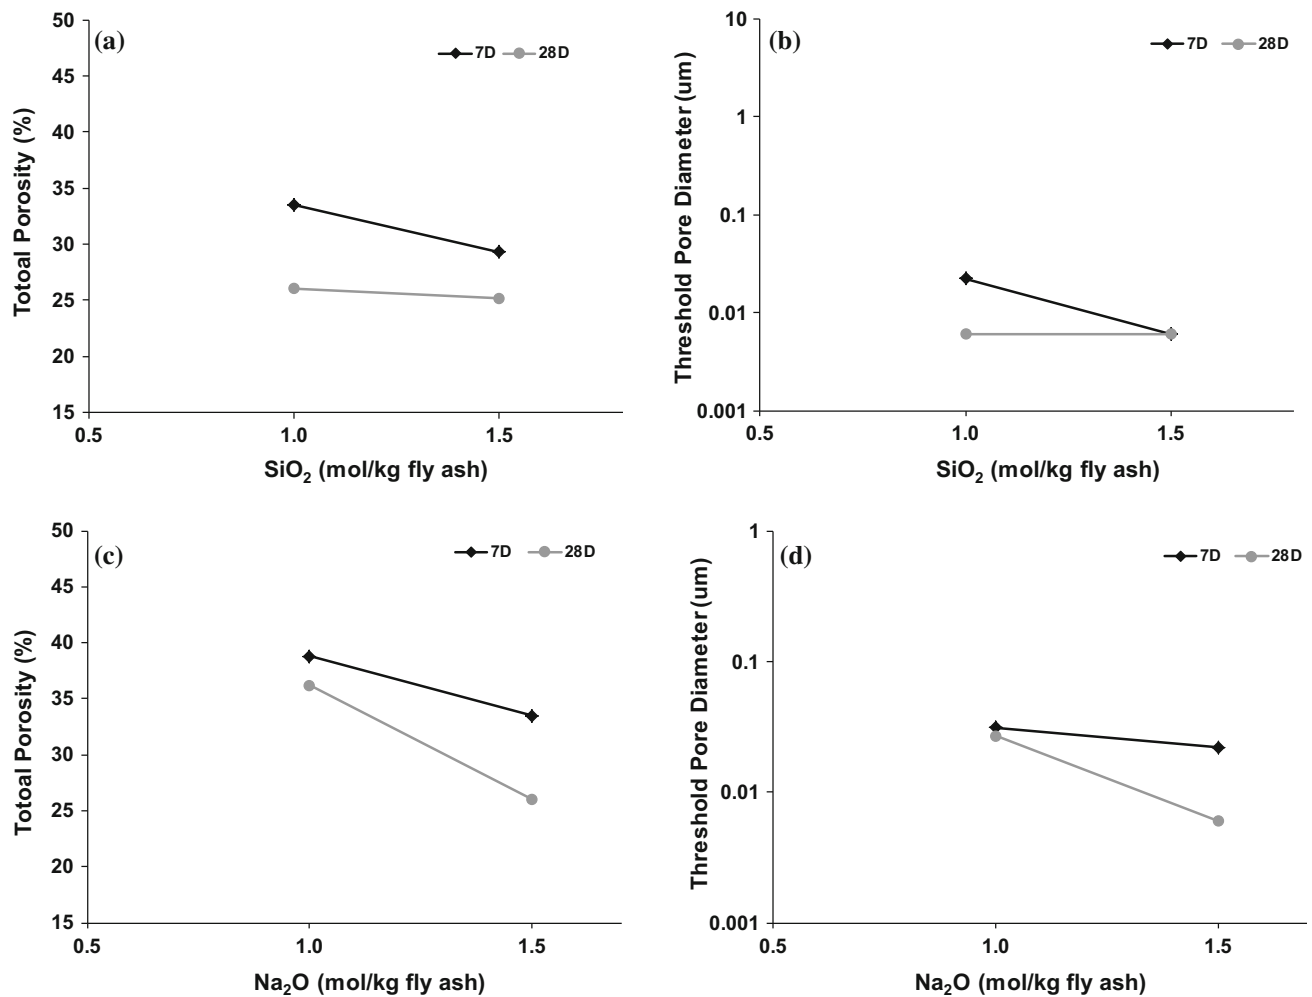 (a)
7D 28D
50
45
40
35
30
25
20
15
Totoal Porosity (%)
0.5 1.0 1.5
SiO₂ (mol/kg fly ash)
(b)
7D 28D
10
1
0.1
0.01
0.001
Threshold Pore Diameter (um)
0.5 1.0 1.5
SiO₂ (mol/kg fly ash)
(c)
7D 28D
50
45
40
35
30
25
20
15
Totoal Porosity (%)
0.5 1.0 1.5
Na₂O (mol/kg fly ash)
(d)
7D 28D
1
0.1
0.01
0.001
Threshold Pore Diameter (um)
0.5 1.0 1.5
Na₂O (mol/kg fly ash)